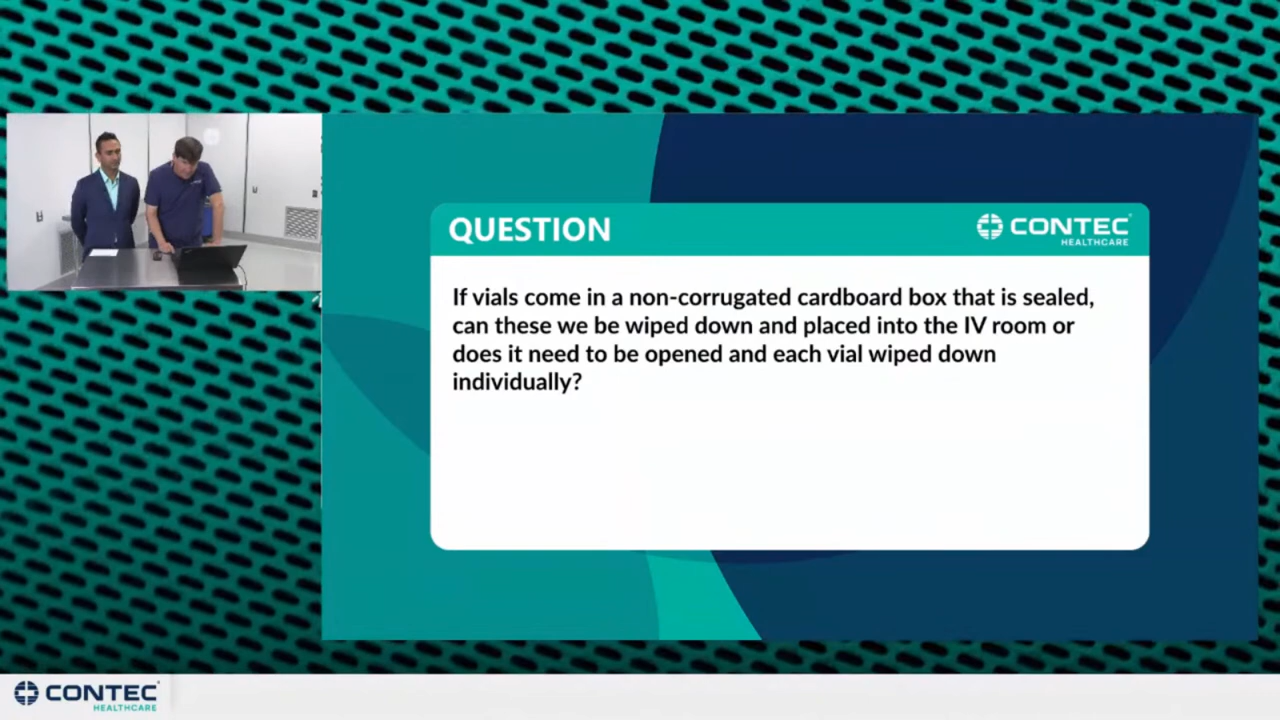 QUESTION
CONTEC
HEALTHCARE
If vials come in a non-corrugated cardboard box that is sealed,
can these we be wiped down and placed into the IV room or
does it need to be opened and each vial wiped down
individually?
CONTEC
HEALTHCARE